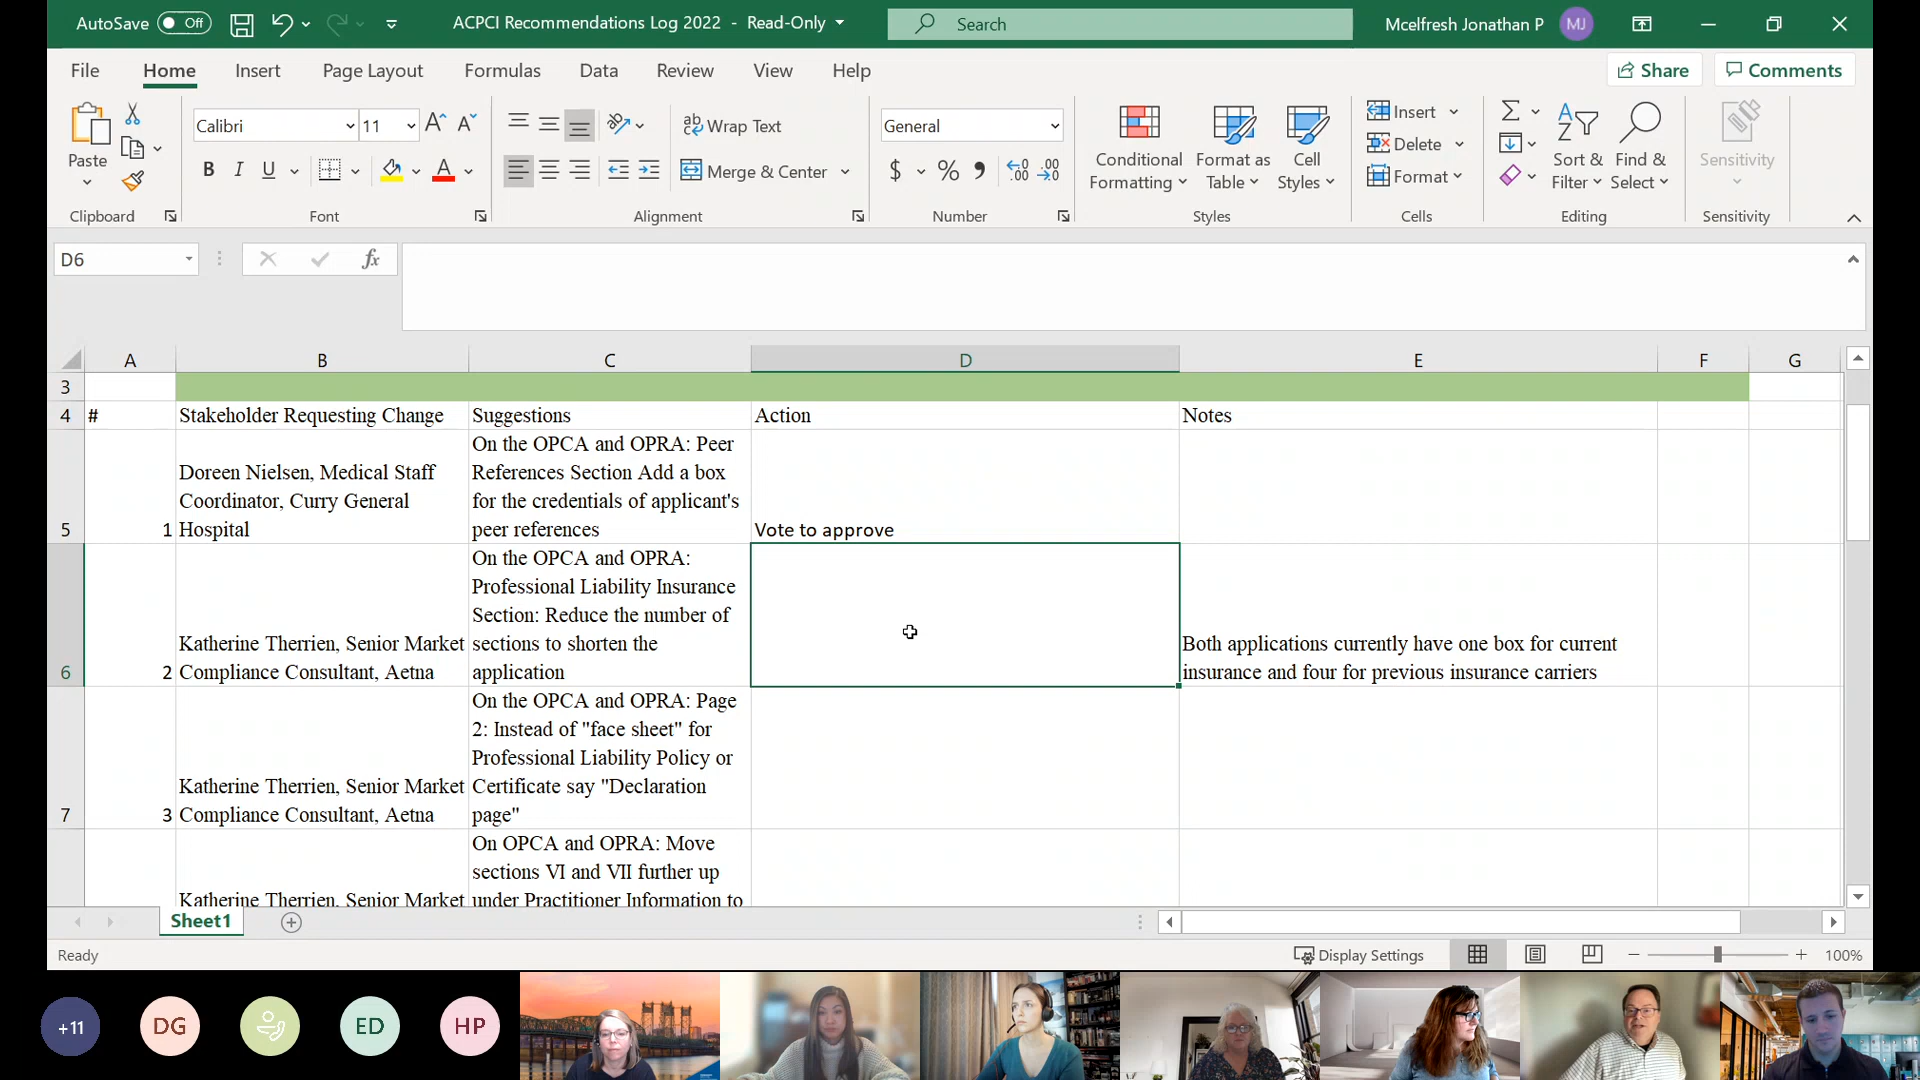 AutoSave Off ACPCI Recommendations Log 2022 - Read-Only Search Mcelfresh Jonathan P MJ
File Home Insert Page Layout Formulas Data Review View Help Share Comments
Calibri 11 Wrap Text General Insert
Paste B I U Merge & Center $ % Conditional Formatting Format as Table Cell Styles Delete Format Sort & Filter Find & Select Sensitivity
Clipboard Font Alignment Number Styles Cells Editing Sensitivity
D6 fx
A B C D E F G
3
4 # Stakeholder Requesting Change Suggestions Action Notes
On the OPCA and OPRA: Peer
Doreen Nielsen, Medical Staff References Section Add a box
Coordinator, Curry General for the credentials of applicant's
5 1 Hospital peer references Vote to approve
On the OPCA and OPRA:
Professional Liability Insurance
Section: Reduce the number of
Katherine Therrien, Senior Market sections to shorten the Both applications currently have one box for current
6 2 Compliance Consultant, Aetna application insurance and four for previous insurance carriers
On the OPCA and OPRA: Page
2: Instead of "face sheet" for
Professional Liability Policy or
Katherine Therrien, Senior Market Certificate say "Declaration
7 3 Compliance Consultant, Aetna page"
On OPCA and OPRA: Move
sections VI and VII further up
Katherine Therrien, Senior Market under Practitioner Information to
Sheet1
Ready Display Settings 100%
+11 DG ED HP